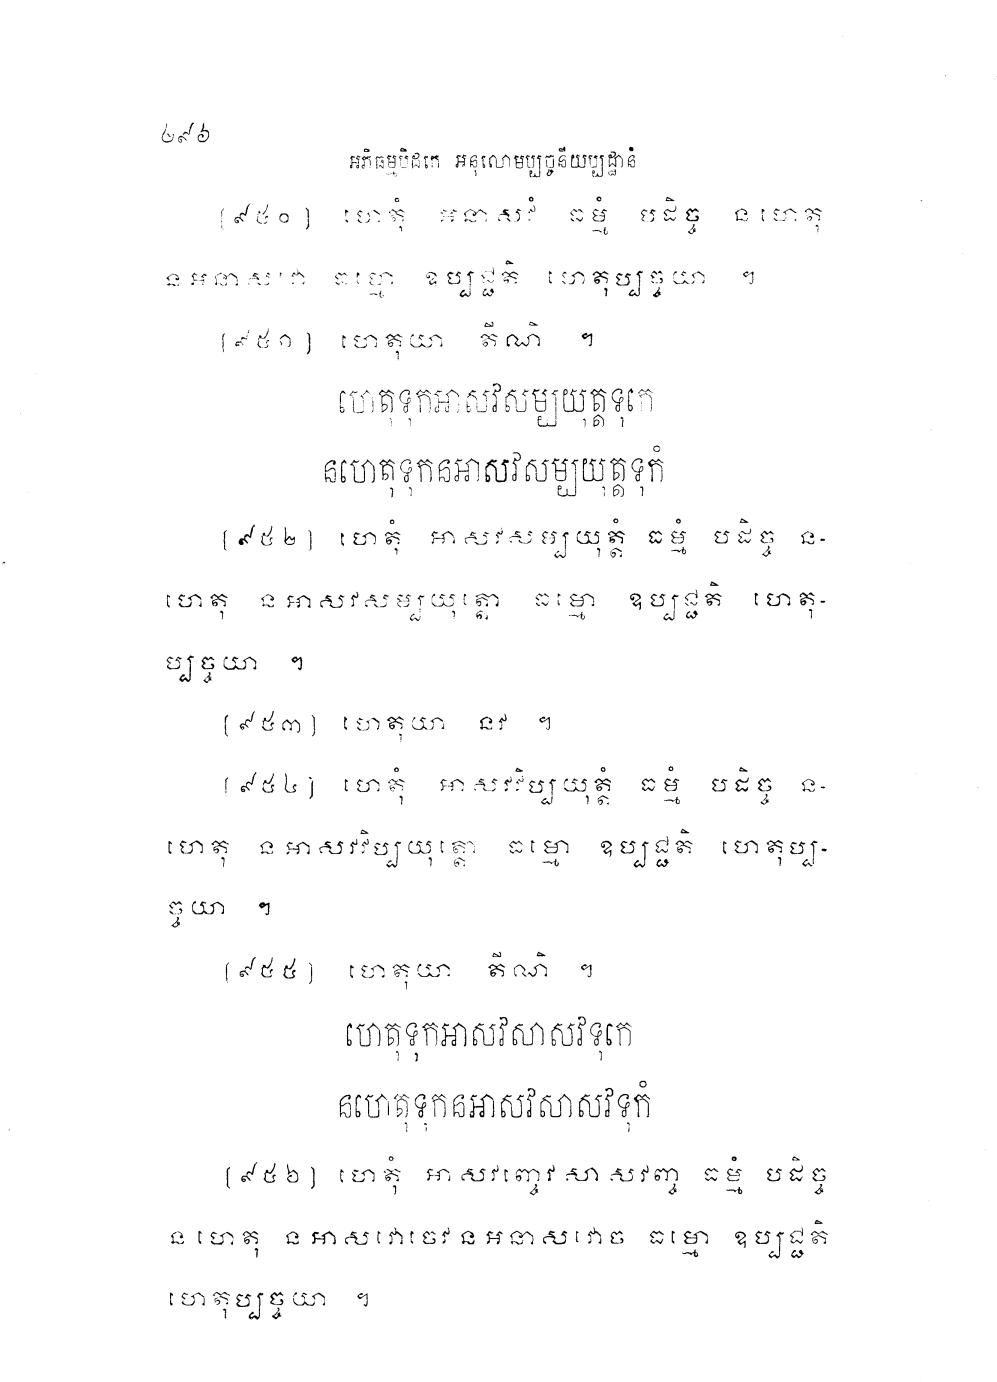 ២៩៦
អភិធម្មបិដកេ អនុលោមប្បច្ចនីយប្បដ្ឋានំ
[៩៥០] ហេតុំ អនាសវំ ធម្មំ បដិច្ច នហេតុ
នអនាសវោ ធម្មោ ឧប្បជ្ជតិ ហេតុប្បច្ចយា ។
[៩៥១] ហេតុយា តីណិ ។
ហេតុទុកអាសវសម្បយុត្តទុកេ
នហេតុទុកនអាសវសម្បយុត្តទុកំ
[៩៥២] ហេតុំ អាសវសម្បយុត្តំ ធម្មំ បដិច្ច ន-
ហេតុ នអាសវសម្បយុត្តោ ធម្មោ ឧប្បជ្ជតិ ហេតុ-
ប្បច្ចយា ។
[៩៥៣] ហេតុយា នវ ។
[៩៥៤] ហេតុំ អាសវវិប្បយុត្តំ ធម្មំ បដិច្ច ន-
ហេតុ នអាសវវិប្បយុត្តោ ធម្មោ ឧប្បជ្ជតិ ហេតុប្ប-
ច្ចយា ។
[៩៥៥] ហេតុយា តីណិ ។
ហេតុទុកអាសវសាសវទុកេ
នហេតុទុកនអាសវសាសវទុកំ
[៩៥៦] ហេតុំ អាសវញ្ចេវសាសវញ្ច ធម្មំ បដិច្ច
នហេតុ នអាសវោចេវនអនាសវោច ធម្មោ ឧប្បជ្ជតិ
ហេតុប្បច្ចយា ។